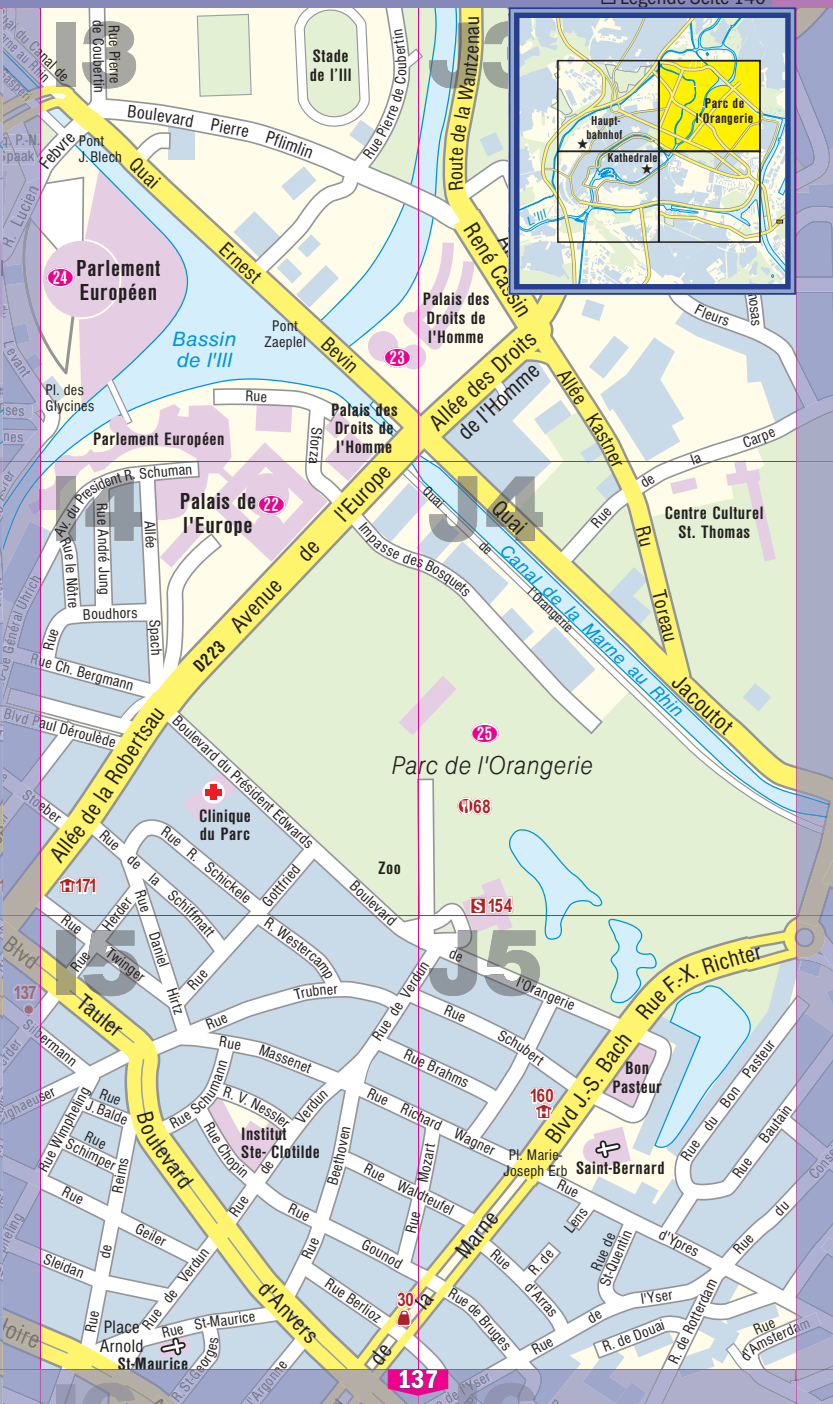 Legende Seite 140
I3
J3
Rue Pierre
de Coubertin
Stade
de l'Ill
Rue Pierre de Coubertin
Route de la Wantzenau
Boulevard Pierre Pflimlin
Haupt-
bahnhof
Kathedrale
Parc de
l'Orangerie
L'Ill
Febvre
Pont
J.Blech
R. Lucien
Quai Ernest Bevin
24
Parlement
Européen
Bassin
de l'Ill
Pont
Zaeplel
René Cassin
Palais des
Droits de
l'Homme
23
Allée des Droits
de l'Homme
Fleurs
Levant
Pl. des
Glycines
Rue
Sforza
Palais des
Droits de
l'Homme
Parlement Européen
Allée Kastner
Rue de la Carpe
I4
J4
Av. du Président R. Schuman
Palais de
l'Europe
22
Avenue de l'Europe
Quai Jacoutot
Quai de l'Orangerie
Canal de la Marne au Rhin
Centre Culturel
St. Thomas
Ru Toreau
Rue le Nôtre
Rue André Jung
Allée Spach
Impasse des Bosquets
Rue Boudhors
Rue Ch. Bergmann
D223
Blvd Paul Déroulède
Allée de la Robertsau
Boulevard du Président Edwards
25
Parc de l'Orangerie
68
Clinique
du Parc
Stoeber
Zoo
171
S 154
Rue de la Schiffmatt
Rue R. Schickele
Gottfried
Boulevard de l'Orangerie
I5
J5
Rue Herder
Rue Twinger
Rue Daniel Hirtz
Rue
R. Westercamp
Rue Trubner
Rue de Verdun
Rue Schubert
Rue F.-X. Richter
Blvd
Tauler
137
Silbermann
Rue Massenet
Rue Brahms
Blvd J.S. Bach
Bon
Pasteur
160
Rue Schumann
R. V. Nessler
Rue Richard Wagner
Rue du Bon Pasteur
Rue Bautain
Rue Wimpheling
Rue
J. Balde
Rue
Schimper
Boulevard d'Anvers
Rue Chopin
Institut
Ste- Clotilde
Rue de Verdun
Rue Beethoven
Rue Mozart
Pl. Marie-
Joseph Erb
Saint-Bernard
Rue Waldteufel
Rue d'Ypres
Rue du
Rue de Reims
Rue Geiler
Rue Gounod
R. de Lens
Rue de
St-Quentin
Sleidan
Rue de Verdun
Rue Berlioz
30
de la Marne
Rue de Bruges
Rue d'Arras
Rue de l'Yser
R. de Rotterdam
R. de Douai
Rue
d'Amsterdam
Place
Arnold
Rue St-Maurice
St-Maurice
R. St-Georges
137